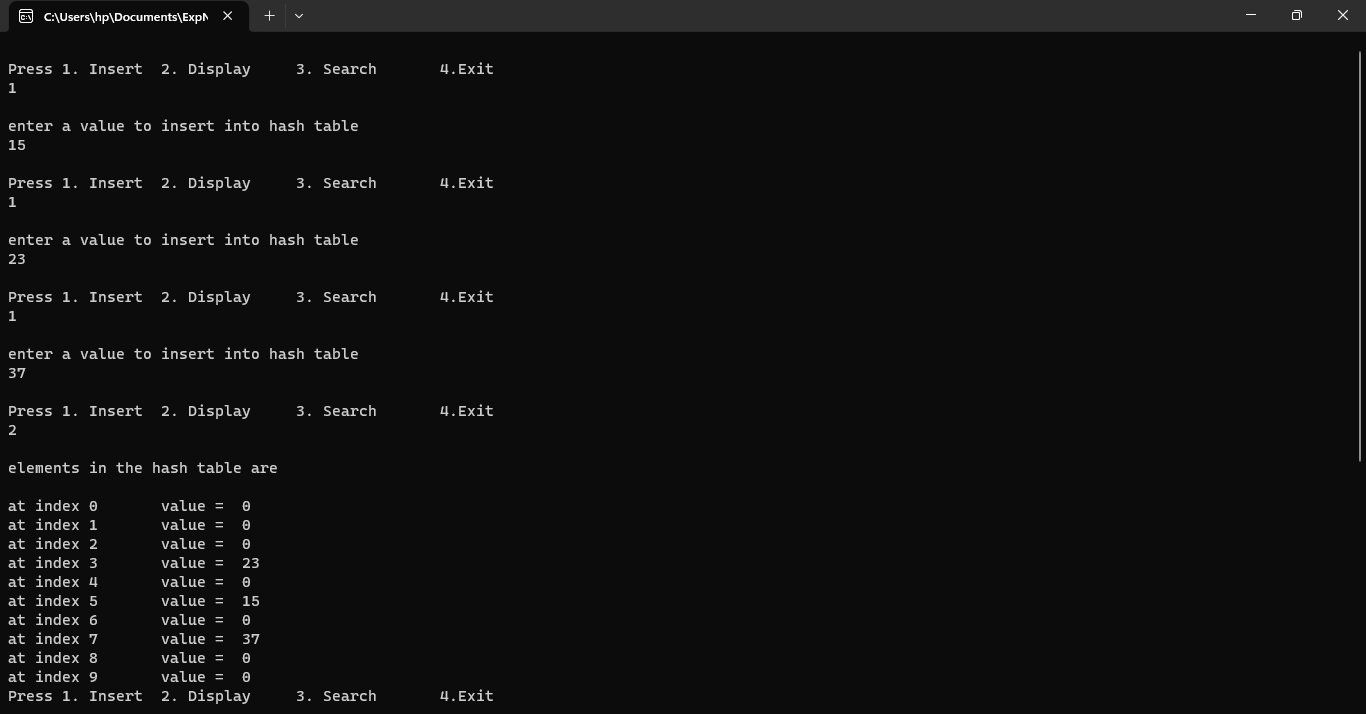 C:\Users\hp\Documents\ExpN
Press 1. Insert  2. Display     3. Search       4.Exit
1
enter a value to insert into hash table
15
Press 1. Insert  2. Display     3. Search       4.Exit
1
enter a value to insert into hash table
23
Press 1. Insert  2. Display     3. Search       4.Exit
1
enter a value to insert into hash table
37
Press 1. Insert  2. Display     3. Search       4.Exit
2
elements in the hash table are
at index 0       value =  0
at index 1       value =  0
at index 2       value =  0
at index 3       value =  23
at index 4       value =  0
at index 5       value =  15
at index 6       value =  0
at index 7       value =  37
at index 8       value =  0
at index 9       value =  0
Press 1. Insert  2. Display     3. Search       4.Exit